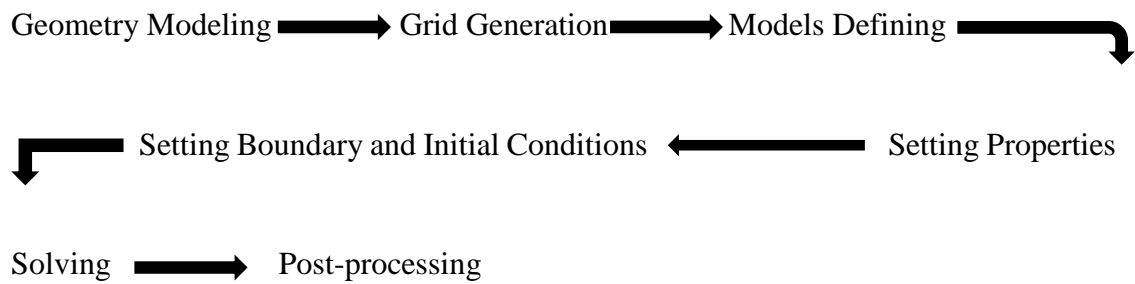 Geometry Modeling Grid Generation Models Defining
Setting Boundary and Initial Conditions Setting Properties
Solving Post-processing